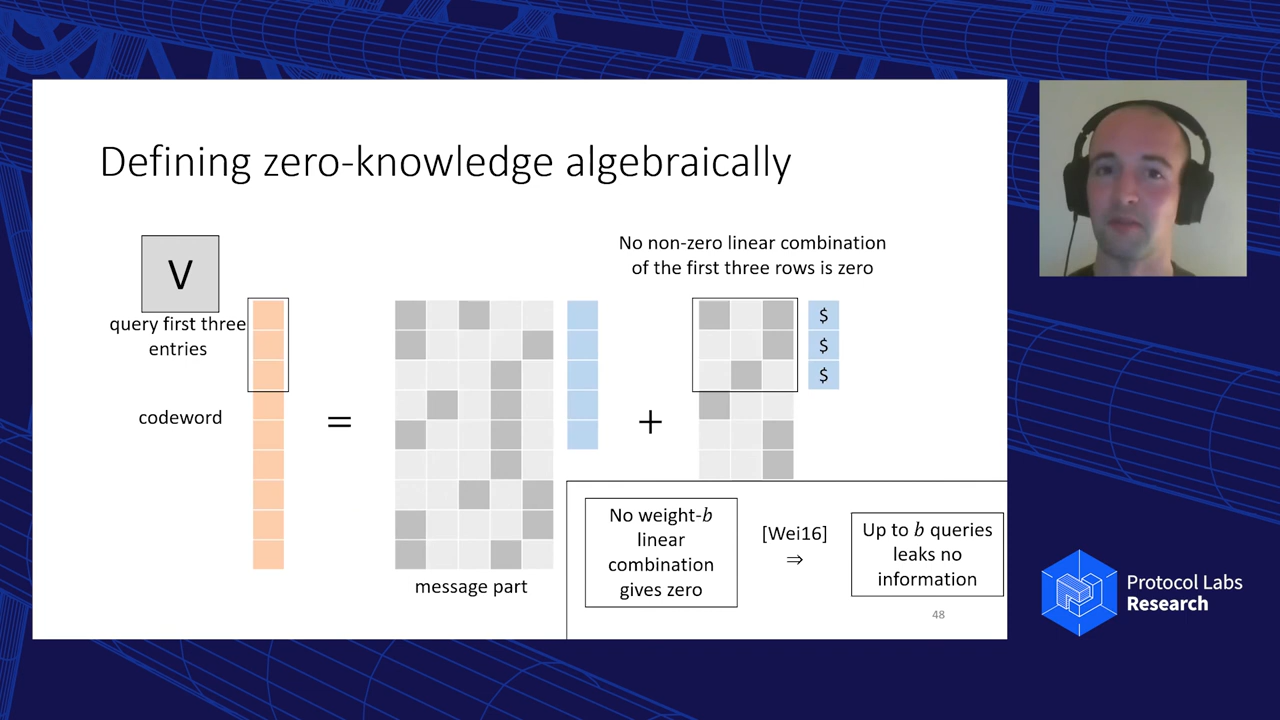 Defining zero-knowledge algebraically
V
query first three
entries
codeword
=
message part
+
No non-zero linear combination
of the first three rows is zero
$
$
$
No weight-b
linear
combination
gives zero
[Wei16]
⇒
Up to b queries
leaks no
information
48
Protocol Labs
Research